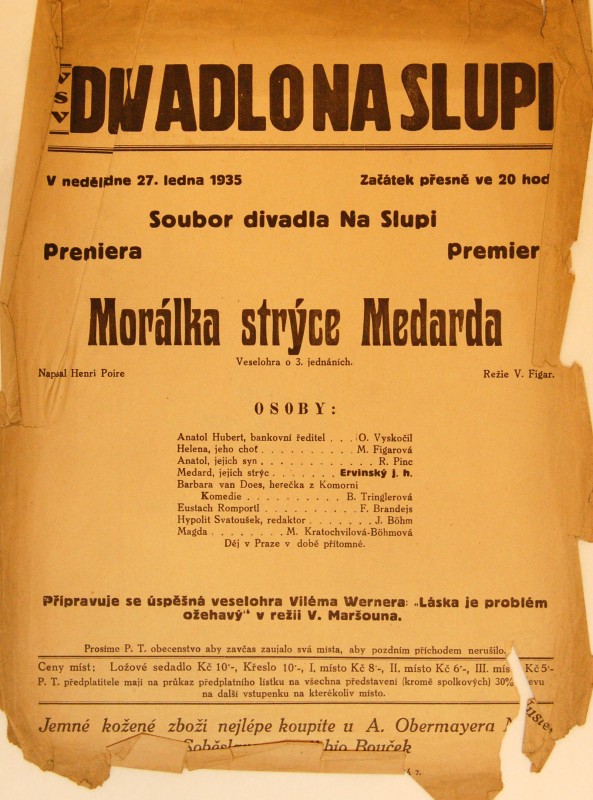 VSV
DIVADLO NA SLUPI
V neděli dne 27. ledna 1935 Začátek přesně ve 20 hod
Soubor divadla Na Slupi
Preniera Premier
Morálka strýce Medarda
Veselohra o 3. jednáních.
Napsal Henri Poire Režie V. Figar.
OSOBY:
Anatol Hubert, bankovní ředitel . . . O. Vyskočil
Helena, jeho choť . . . . . . . . . . M. Figarová
Anatol, jejich syn . . . . . . . . . . . . R. Pinc
Medard, jejich strýc . . . . . . . Ervinský j. h.
Barbara van Does, herečka z Komorni
Komedie . . . . . . . . . B. Tringlerová
Eustach Romportl . . . . . . . . . . F. Brandejs
Hypolit Svatoušek, redaktor . . . . . . . J. Böhm
Magda . . . . . . . . M. Kratochvilová-Böhmová
Děj v Praze v době přítomné.
Připravuje se úspěšná veselohra Viléma Wernera: „Láska je problém
ožehavý“ v režii V. Maršouna.
Prosíme P. T. obecenstvo aby zavčas zaujalo svá místa, aby pozdním příchodem nerušilo.
Ceny míst; Ložové sedadlo Kč 10'-, Křeslo 10'-, I, místo Kč 8'-, II. místo Kč 6'-, III. mís Kč 5'-
P. T. předplatitele mají na průkaz předplatního lístku na všechna představení (kromě spolkových) 30% evu
na další vstupenku na kterékoliv místo.
Jemné kožené zboží nejlépe koupíte u A. Obermayera
Bouček